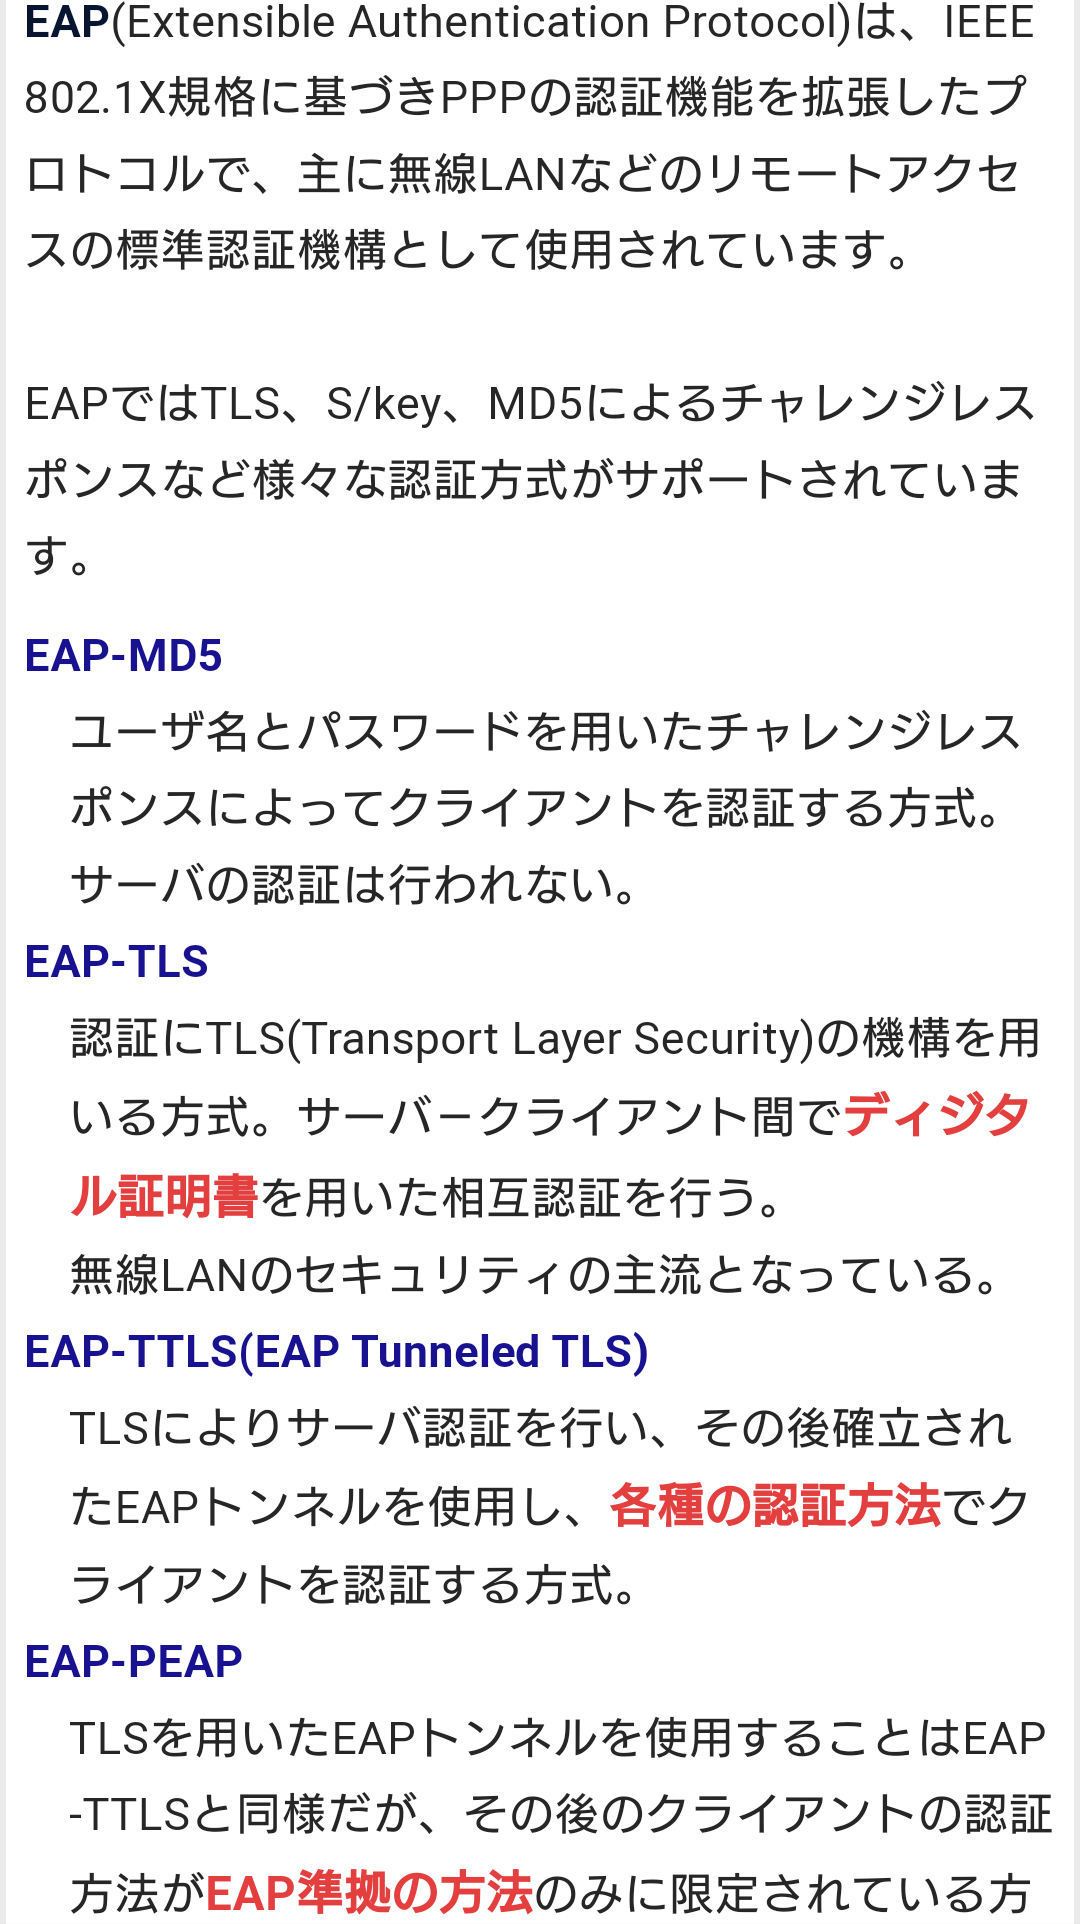 EAP(Extensible Authentication Protocol)は、IEEE
802.1X規格に基づきPPPの認証機能を拡張したプ
ロトコルで、主に無線LANなどのリモートアクセ
スの標準認証機構として使用されています。
EAPではTLS、S/key、MD5によるチャレンジレス
ポンスなど様々な認証方式がサポートされていま
す。
EAP-MD5
ユーザ名とパスワードを用いたチャレンジレス
ポンスによってクライアントを認証する方式。
サーバの認証は行われない。
EAP-TLS
認証にTLS(Transport Layer Security)の機構を用
いる方式。サーバ－クライアント間でディジタ
ル証明書を用いた相互認証を行う。
無線LANのセキュリティの主流となっている。
EAP-TTLS(EAP Tunneled TLS)
TLSによりサーバ認証を行い、その後確立され
たEAPトンネルを使用し、各種の認証方法でク
ライアントを認証する方式。
EAP-PEAP
TLSを用いたEAPトンネルを使用することはEAP
-TTLSと同様だが、その後のクライアントの認証
方法がEAP準拠の方法のみに限定されている方